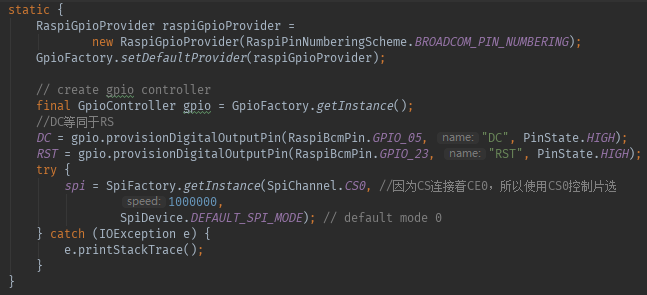 static {
    RaspiGpioProvider raspiGpioProvider =
            new RaspiGpioProvider(RaspiPinNumberingScheme.BROADCOM_PIN_NUMBERING);
    GpioFactory.setDefaultProvider(raspiGpioProvider);
    // create gpio controller
    final GpioController gpio = GpioFactory.getInstance();
    //DC等同于RS
    DC = gpio.provisionDigitalOutputPin(RaspiBcmPin.GPIO_05, name: "DC", PinState.HIGH);
    RST = gpio.provisionDigitalOutputPin(RaspiBcmPin.GPIO_23, name: "RST", PinState.HIGH);
    try {
        spi = SpiFactory.getInstance(SpiChannel.CS0, //因为CS连接着CE0，所以使用CS0控制片选
                speed: 1000000,
                SpiDevice.DEFAULT_SPI_MODE); // default mode 0
    } catch (IOException e) {
        e.printStackTrace();
    }
}